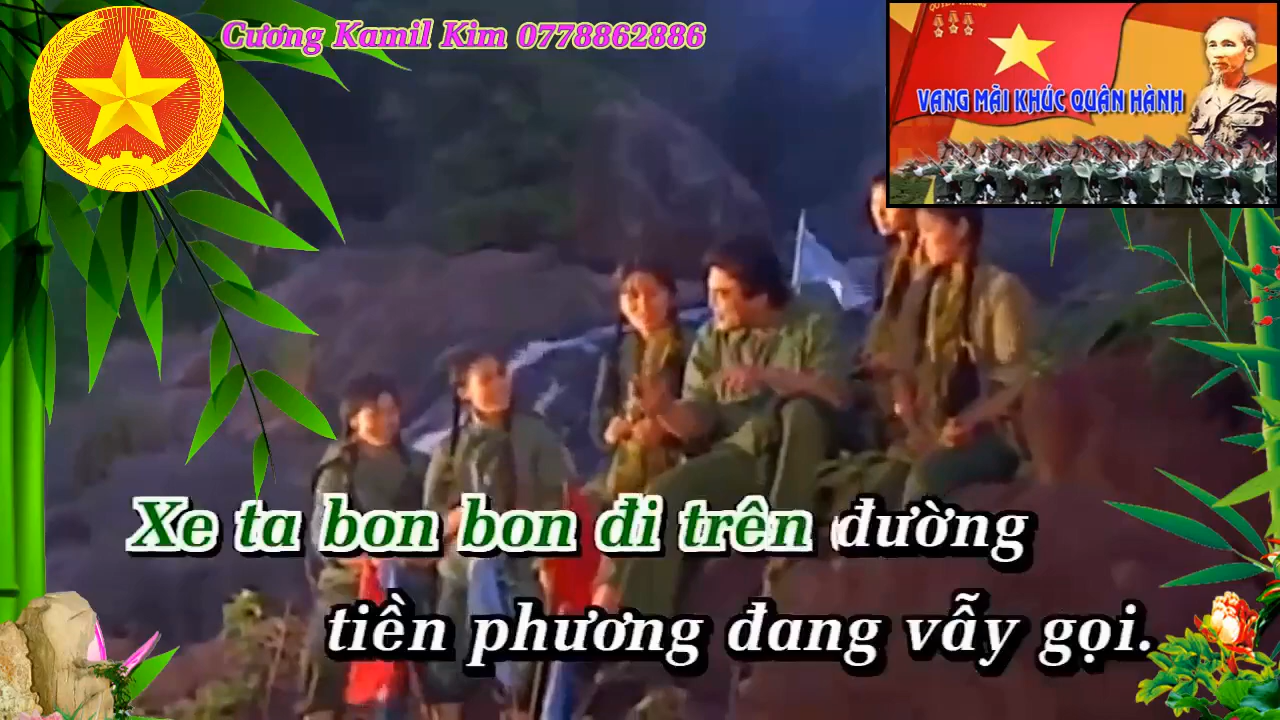 Cương Kamil Kim 0778862886
VANG MÃI KHÚC QUÂN HÀNH
Xe ta bon bon đi trên đường
tiền phương đang vẫy gọi.